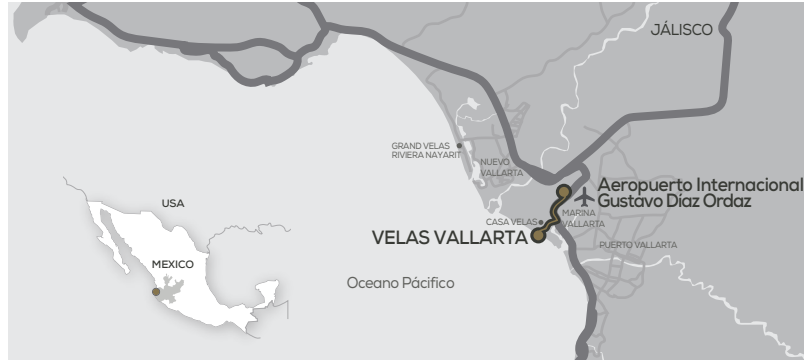 JÁLISCO
GRAND VELAS
RIVIERA NAYARIT
NUEVO
VALLARTA
Aeropuerto Internacional
Gustavo Díaz Ordaz
USA
CASA VELAS
MARINA
VALLARTA
VELAS VALLARTA
PUERTO VALLARTA
MEXICO
Oceano Pácifico